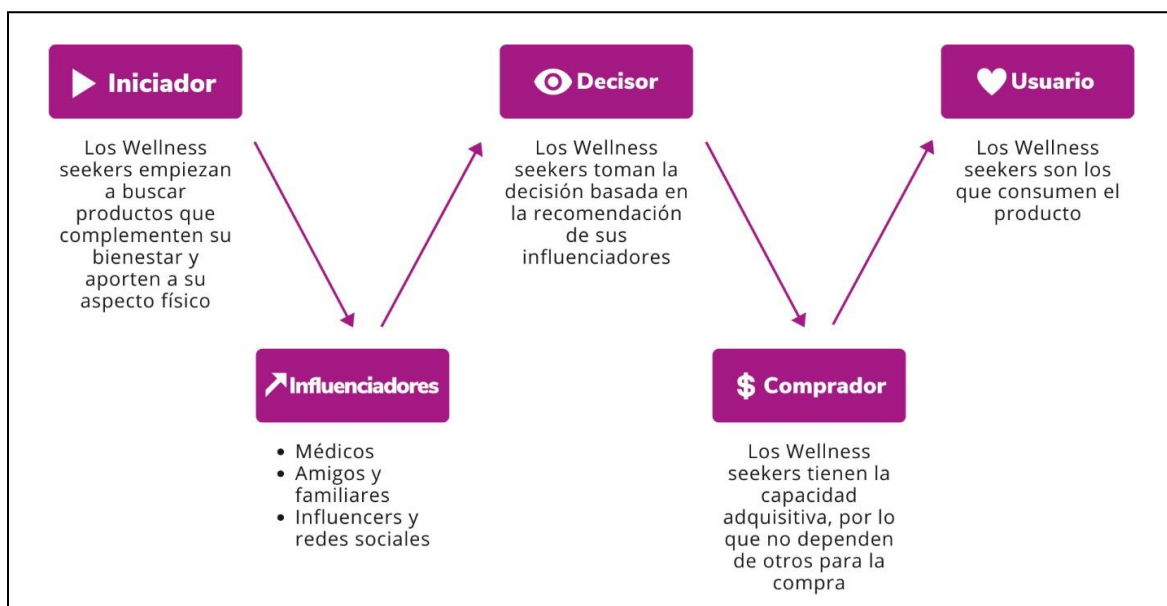 Iniciador
Los Wellness
seekers empiezan
a buscar
productos que
complementen su
bienestar y
aporten a su
aspecto físico
Influenciadores
• Médicos
• Amigos y
familiares
• Influencers y
redes sociales
Decisor
Los Wellness
seekers toman la
decisión basada en
la recomendación
de sus
influenciadores
$ Comprador
Los Wellness
seekers tienen la
capacidad
adquisitiva, por lo
que no dependen
de otros para la
compra
Usuario
Los Wellness
seekers son los
que consumen el
producto